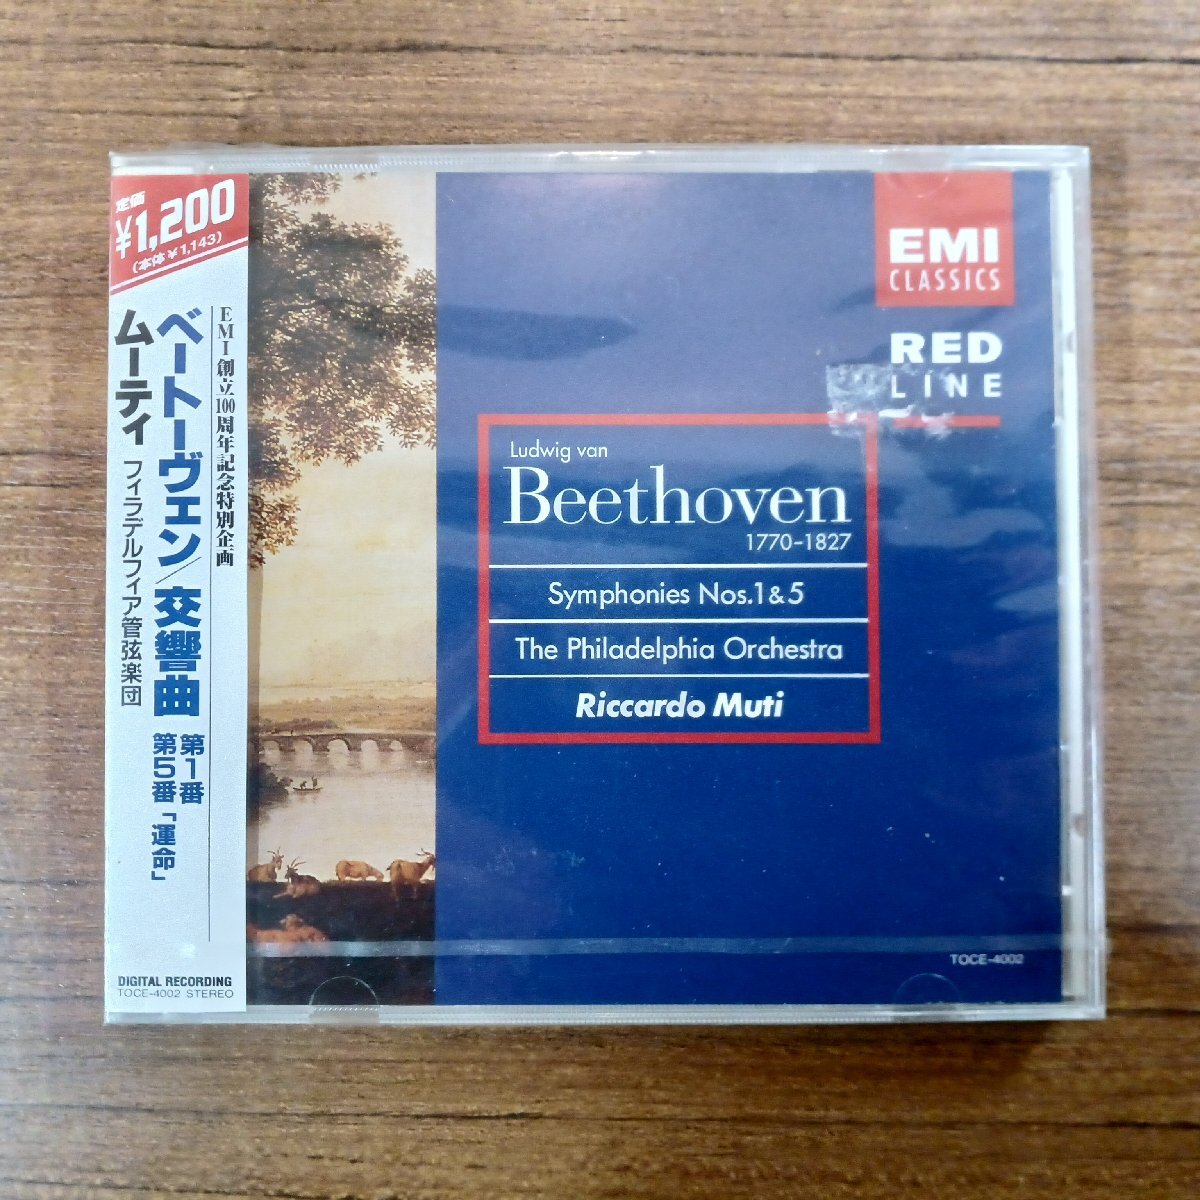 定価
¥1,200
(本体¥1,143)
EMI創立100周年記念特別企画
ベートーヴェン/交響曲 第1番
第5番「運命」
ムーティ フィラデルフィア管弦楽団
DIGITAL RECORDING
TOCE-4002 STEREO
EMI
CLASSICS
RED
LINE
Ludwig van
Beethoven
1770-1827
Symphonies Nos.1&5
The Philadelphia Orchestra
Riccardo Muti
TOCE-4002